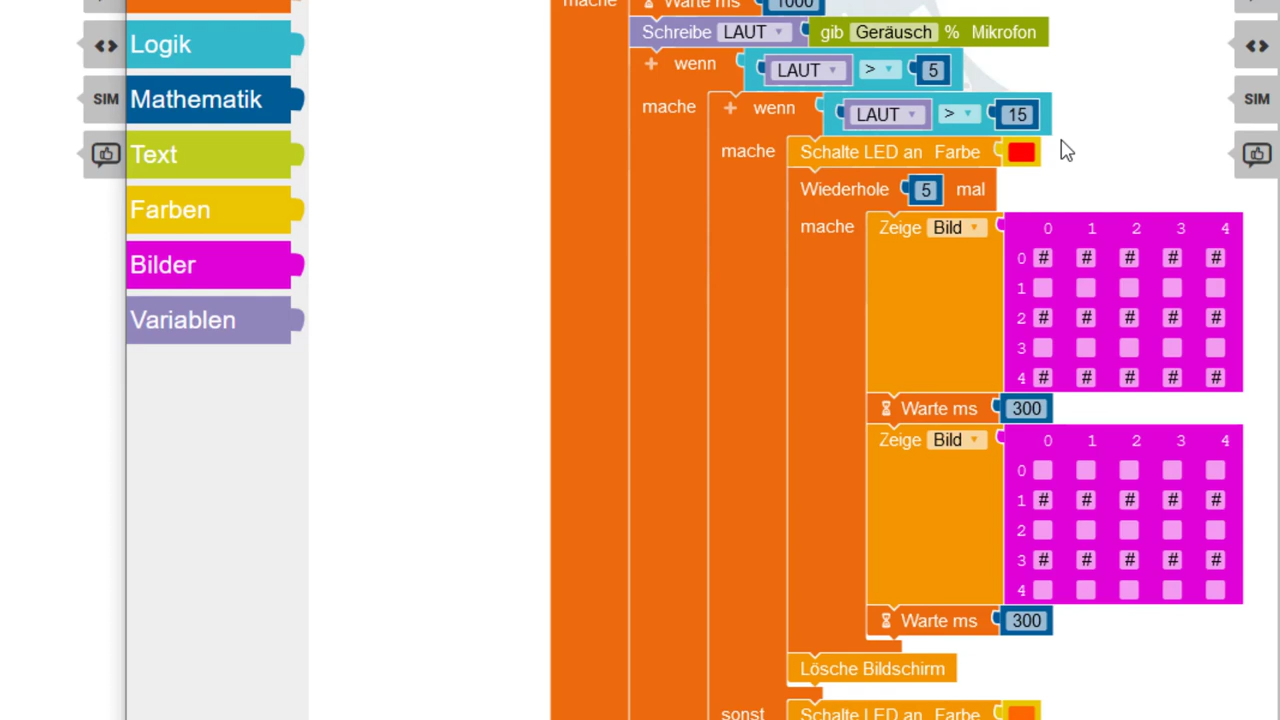 mache Warte ms 1000
Schreibe LAUT gib Geräusch % Mikrofon
Logik
wenn LAUT > 5
SIM Mathematik SIM
mache wenn LAUT > 15
Text
mache Schalte LED an Farbe
Wiederhole 5 mal
Farben
mache Zeige Bild 0 1 2 3 4
0 # # # # #
Bilder
1
Variablen
2 # # # # #
3
4 # # # # #
Warte ms 300
Zeige Bild 0 1 2 3 4
0
1 # # # # #
2
3 # # # # #
4
Warte ms 300
Lösche Bildschirm
sonst Schalte LED an Farbe